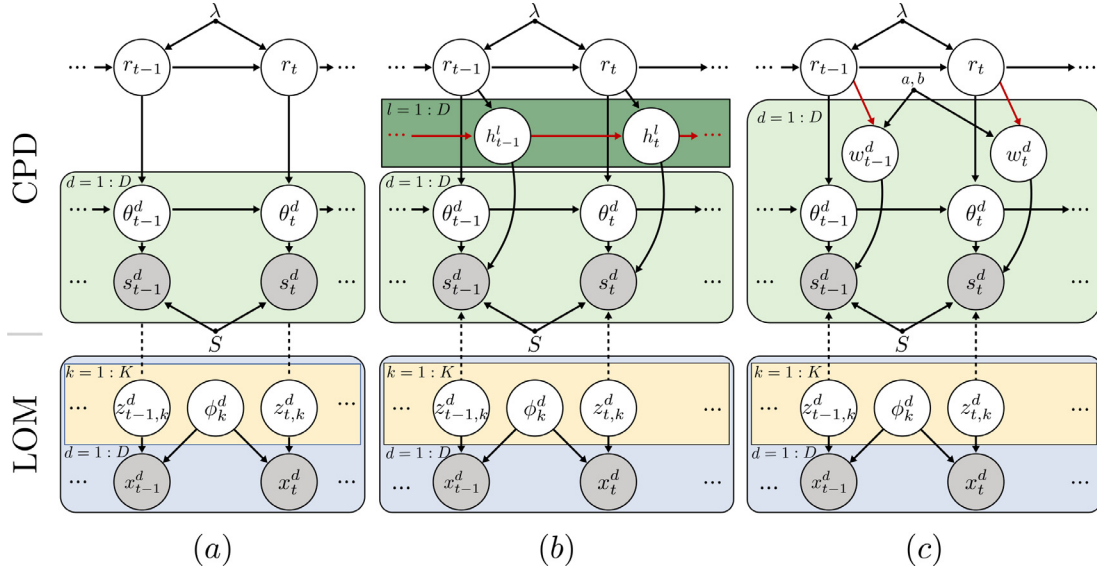 CPD
LOM
λ
r_{t-1}
r_t
...
...
d = 1 : D
...
θ^d_{t-1}
θ^d_t
...
...
s^d_{t-1}
s^d_t
...
S
k = 1 : K
...
z^d_{t-1,k}
φ^d_k
z^d_{t,k}
...
d = 1 : D
...
x^d_{t-1}
x^d_t
...
(a)
λ
...
r_{t-1}
r_t
...
l = 1 : D
...
h^l_{t-1}
h^l_t
...
d = 1 : D
...
θ^d_{t-1}
θ^d_t
...
...
s^d_{t-1}
s^d_t
...
S
k = 1 : K
...
z^d_{t-1,k}
φ^d_k
z^d_{t,k}
...
d = 1 : D
...
x^d_{t-1}
x^d_t
...
(b)
λ
...
r_{t-1}
r_t
...
a, b
d = 1 : D
w^d_{t-1}
w^d_t
...
θ^d_{t-1}
θ^d_t
...
...
s^d_{t-1}
s^d_t
...
S
k = 1 : K
...
z^d_{t-1,k}
φ^d_k
z^d_{t,k}
...
d = 1 : D
...
x^d_{t-1}
x^d_t
...
(c)